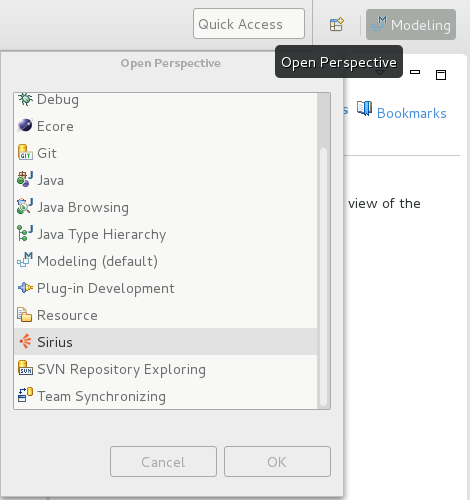 Quick Access
Modeling
Open Perspective
Open Perspective
Debug
Ecore
Git
Java
Java Browsing
Java Type Hierarchy
Modeling (default)
Plug-in Development
Resource
Sirius
SVN Repository Exploring
Team Synchronizing
Cancel
OK
s
Bookmarks
view of the